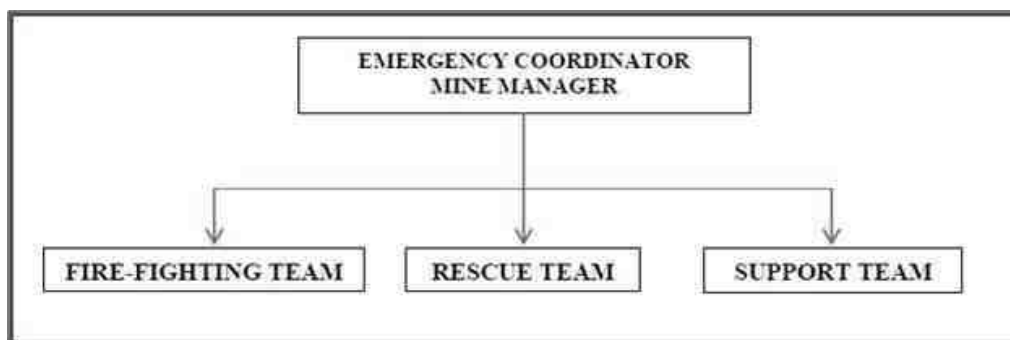 EMERGENCY COORDINATOR
MINE MANAGER
FIRE-FIGHTING TEAM
RESCUE TEAM
SUPPORT TEAM